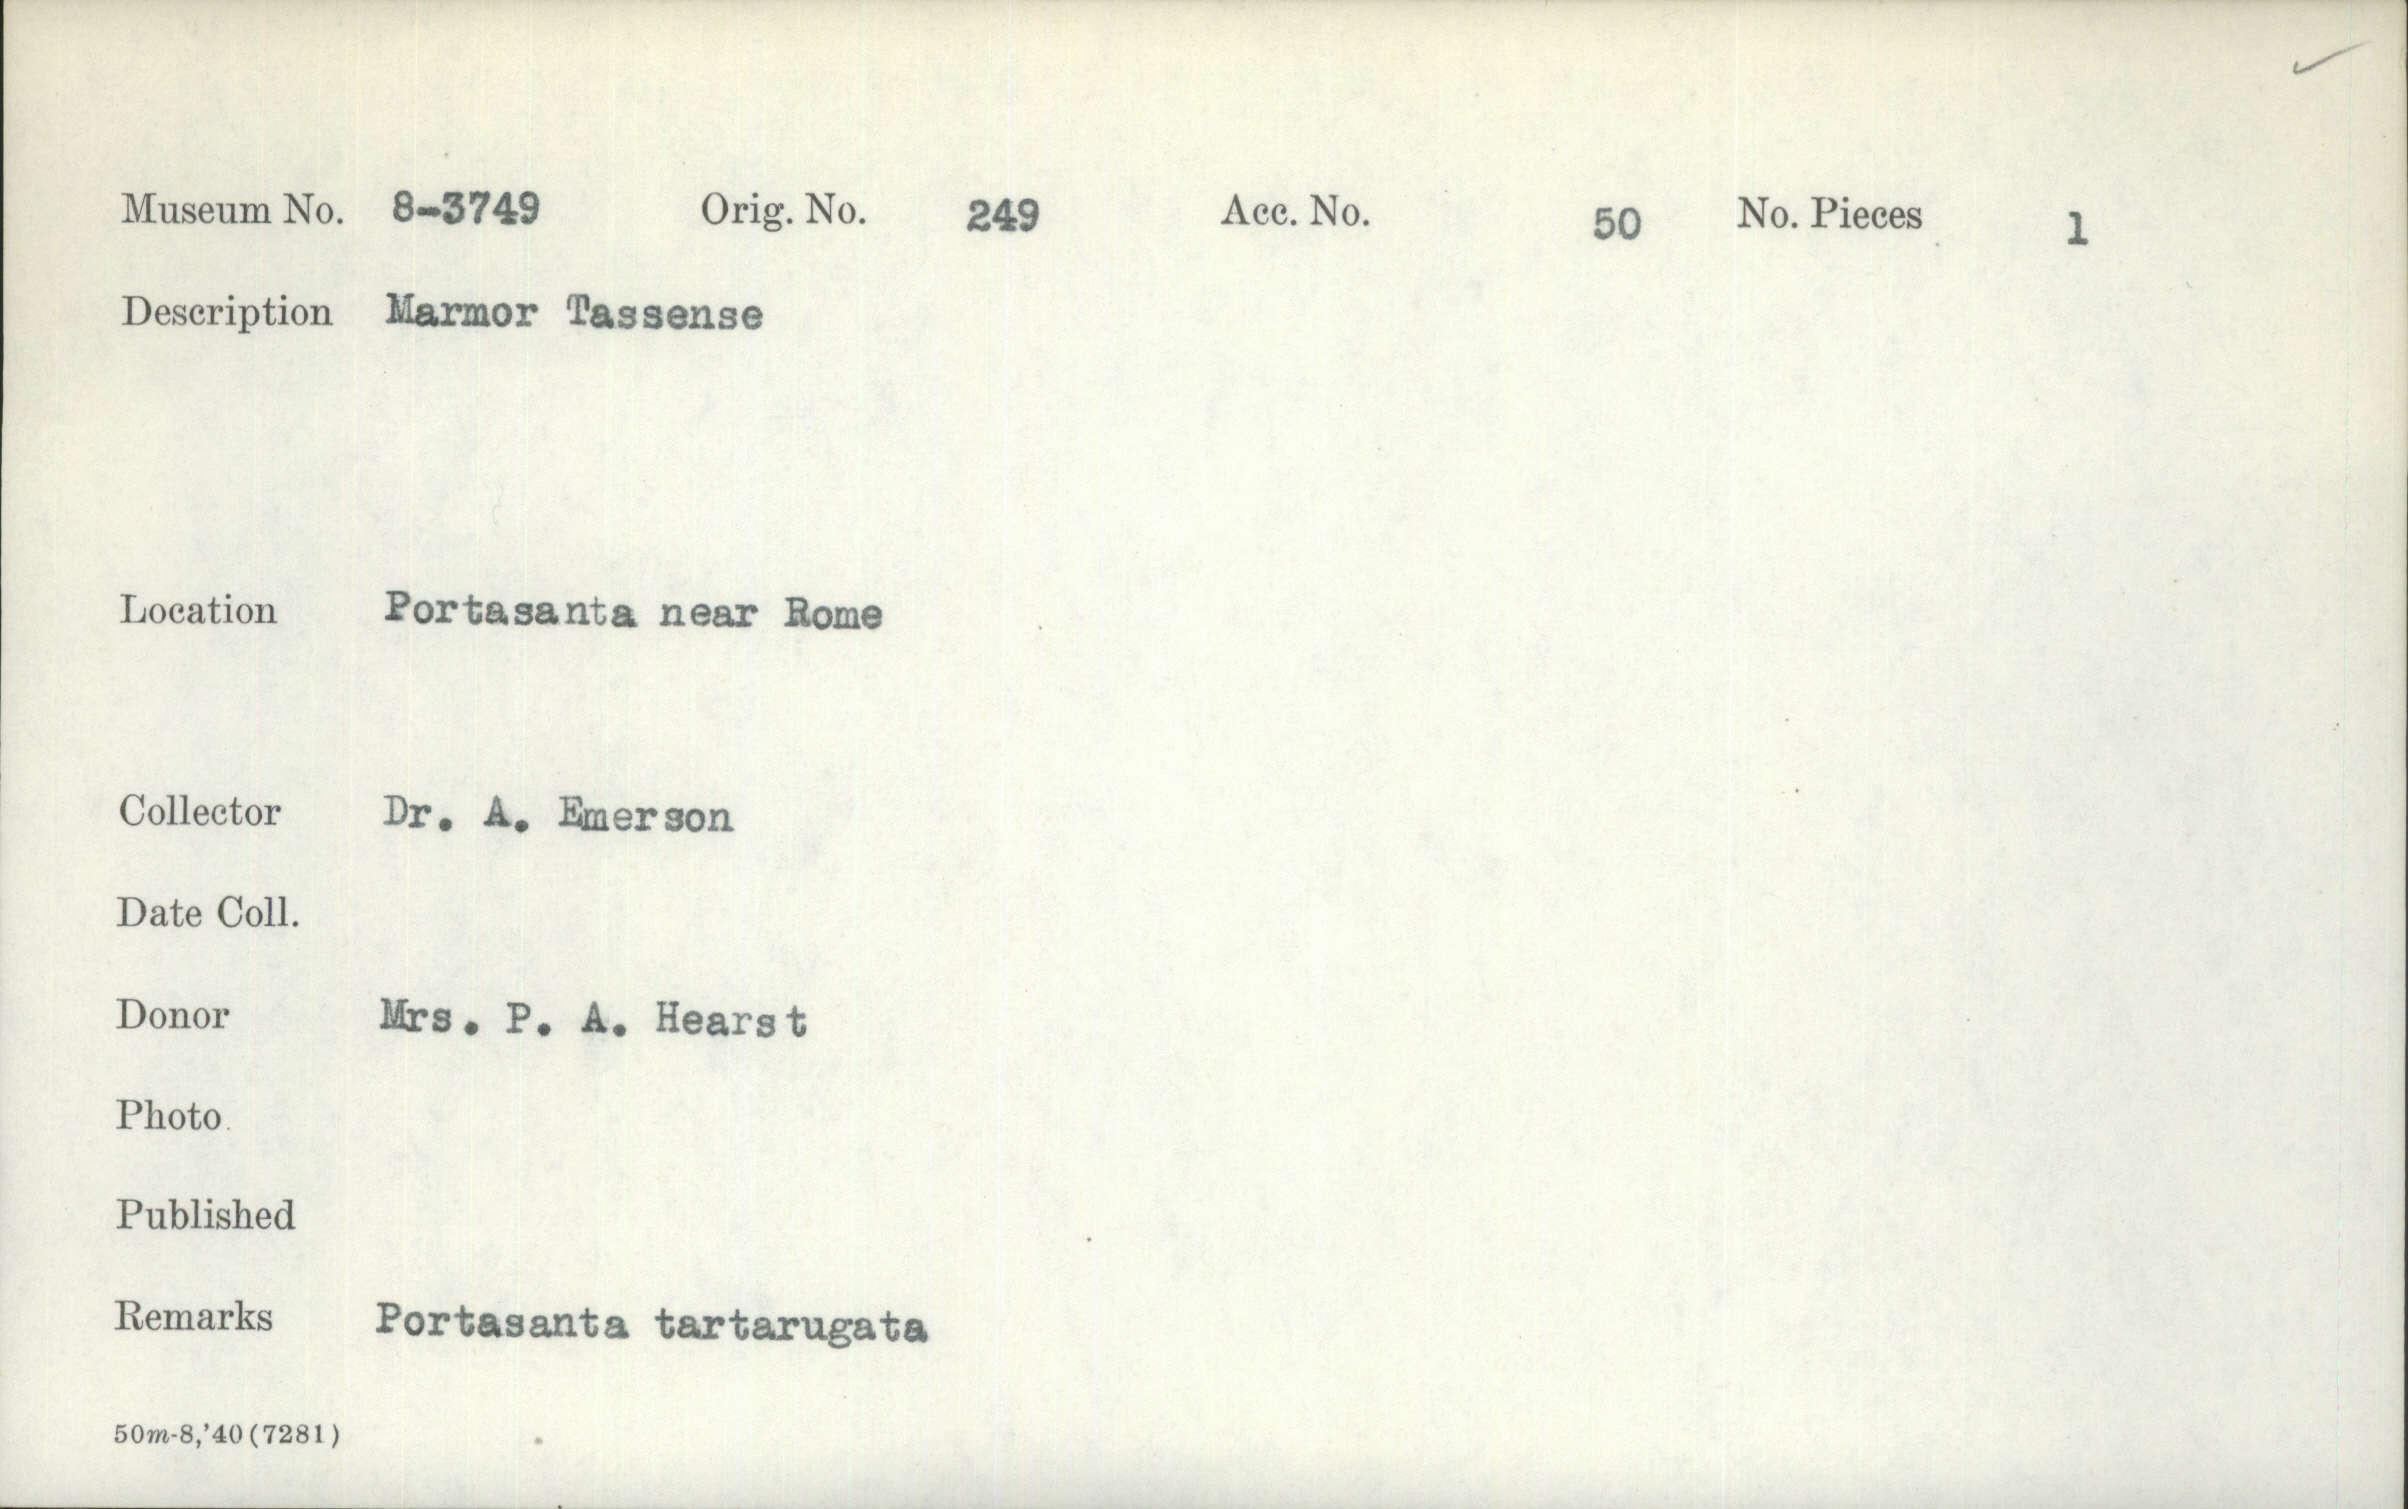 Museum No. 8-3749 Orig. No. 249 Acc. No. 50 No. Pieces 1
Description Marmor Tassense
Location Portasanta near Rome
Collector Dr. A. Emerson
Date Coll.
Donor Mrs. P. A. Hearst
Photo
Published
Remarks Portasanta tartarugata
50m-8,'40(7281)